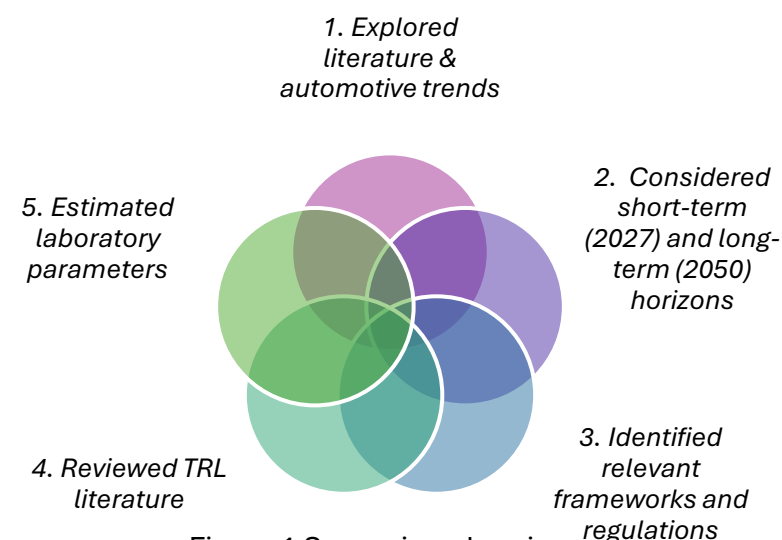 1. Explored
literature &
automotive trends
2. Considered
short-term
(2027) and long-
term (2050)
horizons
3. Identified
relevant
frameworks and
regulations
4. Reviewed TRL
literature
5. Estimated
laboratory
parameters